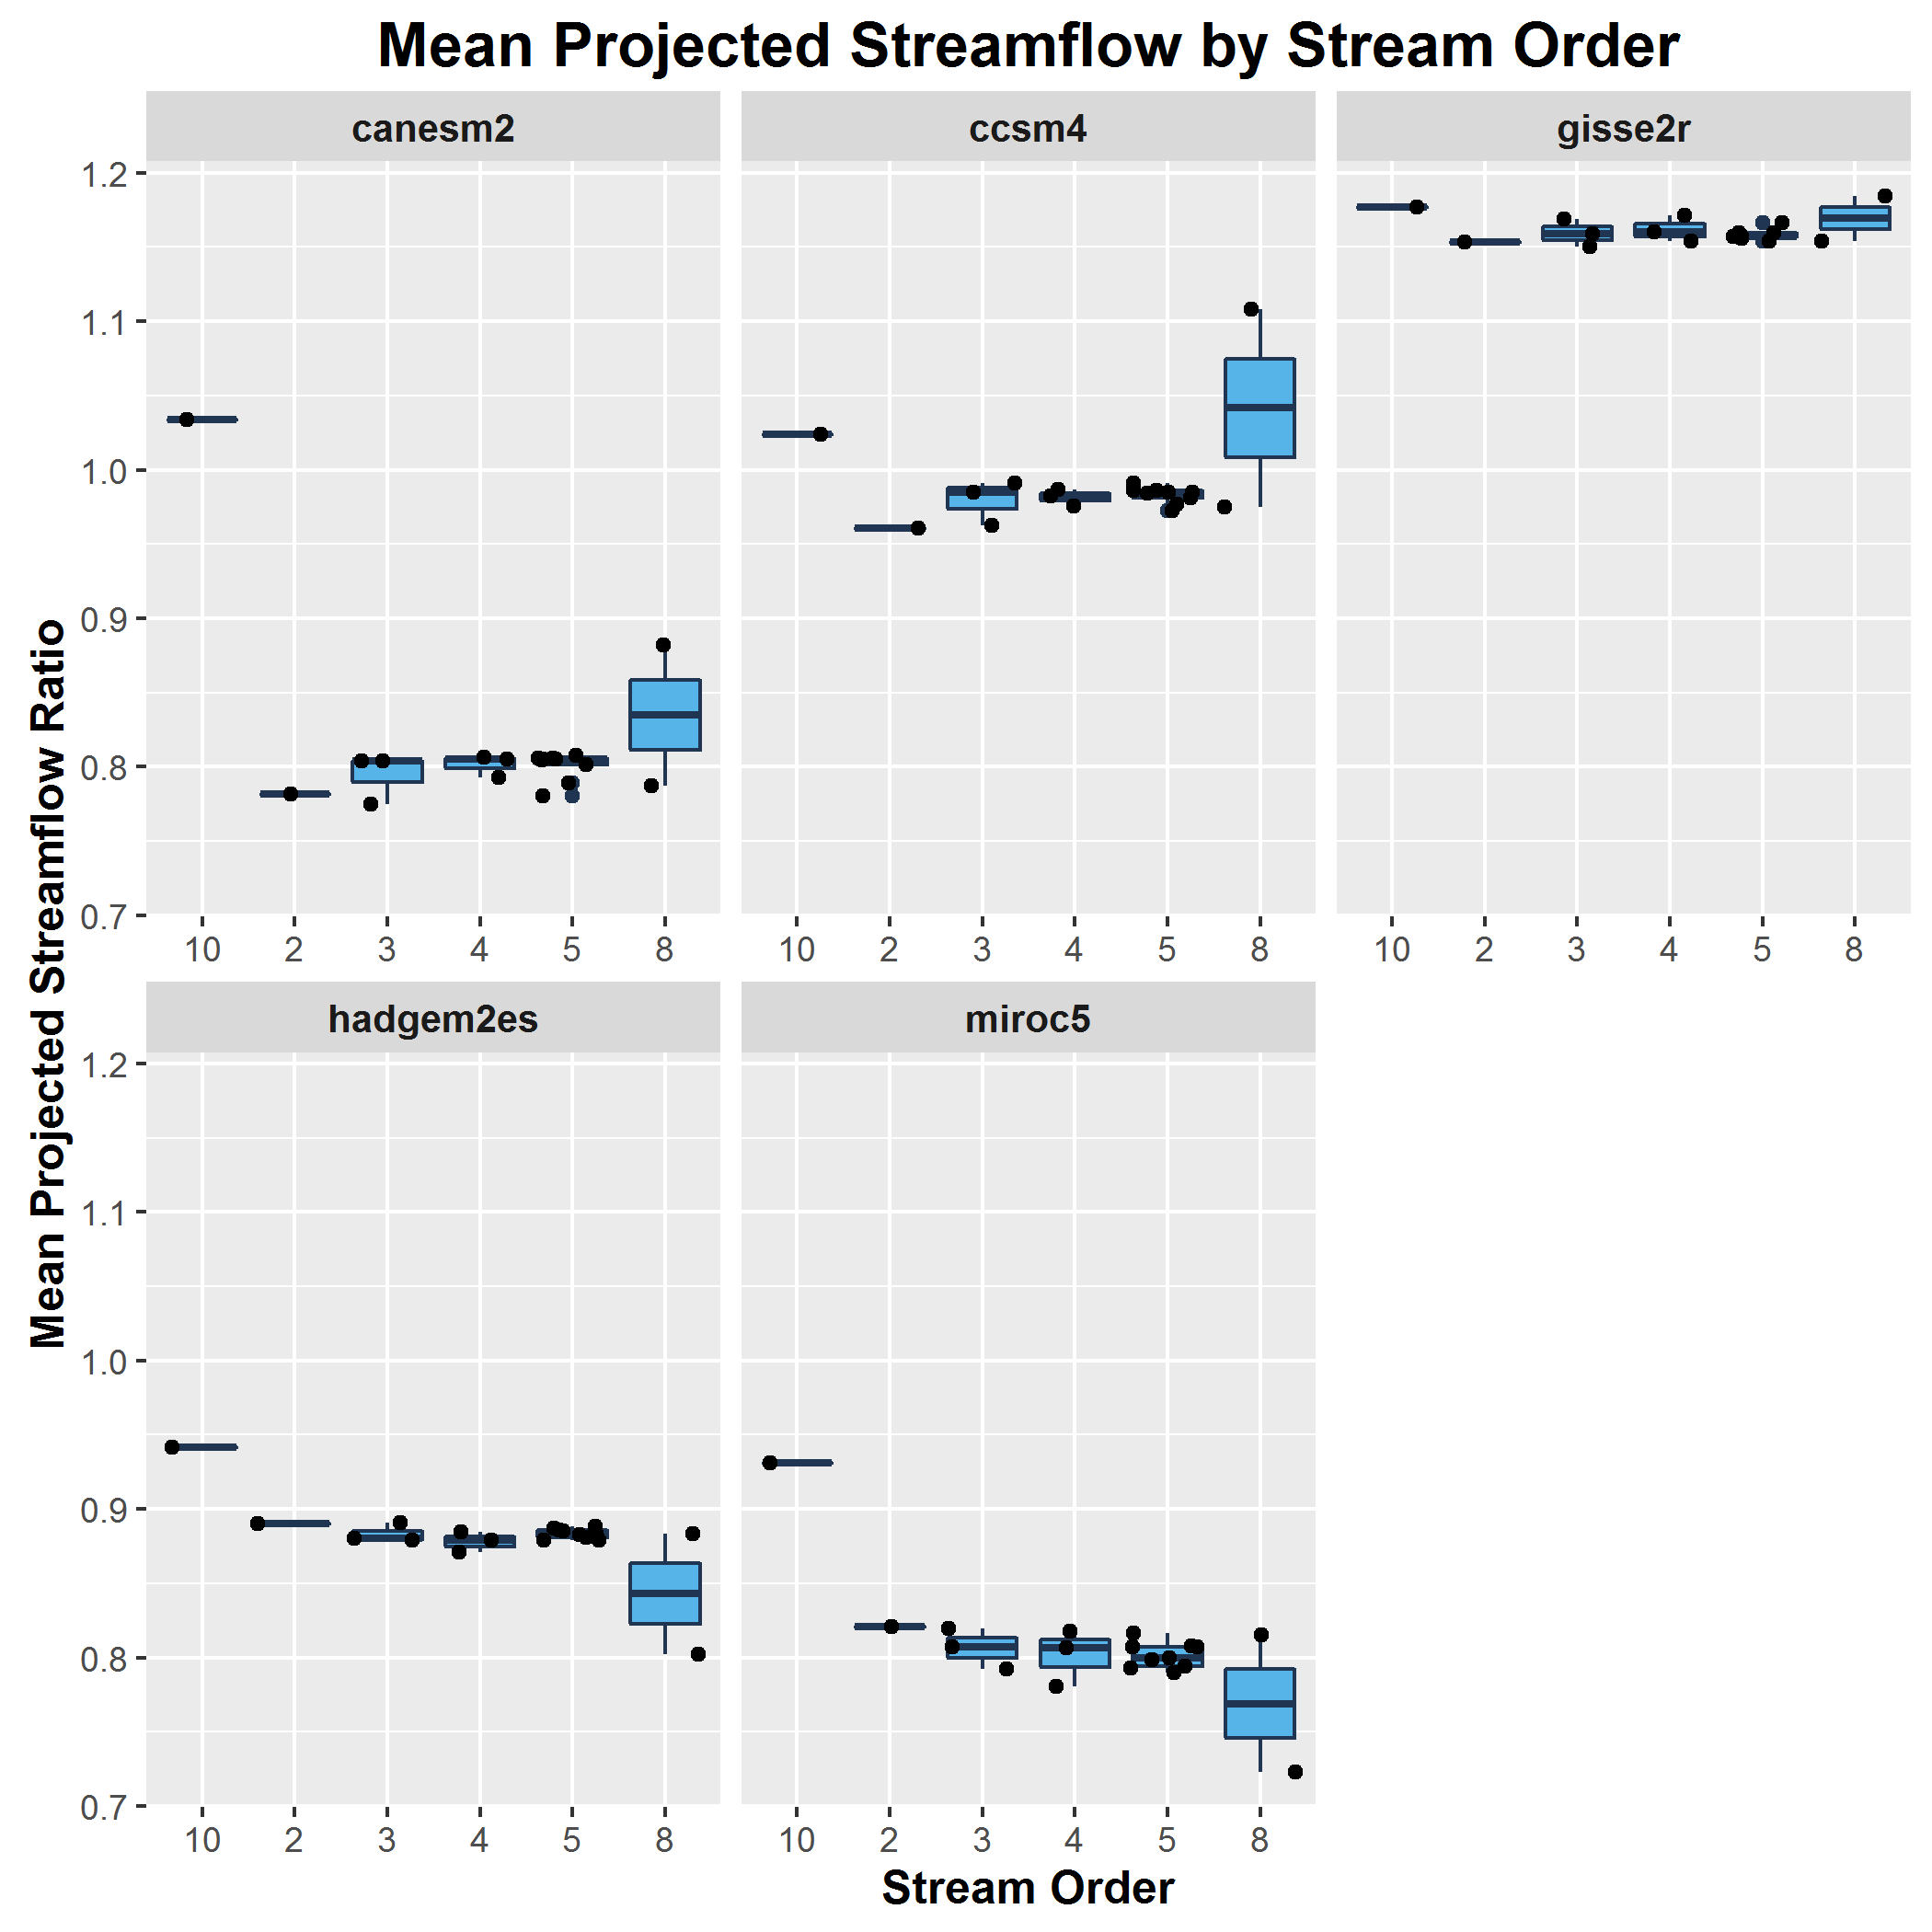 Mean Projected Streamflow by Stream Order
canesm2
ccsm4
gisse2r
1.2
1.1
1.0
0.9
0.8
0.7
10 2 3 4 5 8
10 2 3 4 5 8
10 2 3 4 5 8
Mean Projected Streamflow Ratio
hadgem2es
miroc5
1.2
1.1
1.0
0.9
0.8
0.7
10 2 3 4 5 8
10 2 3 4 5 8
Stream Order